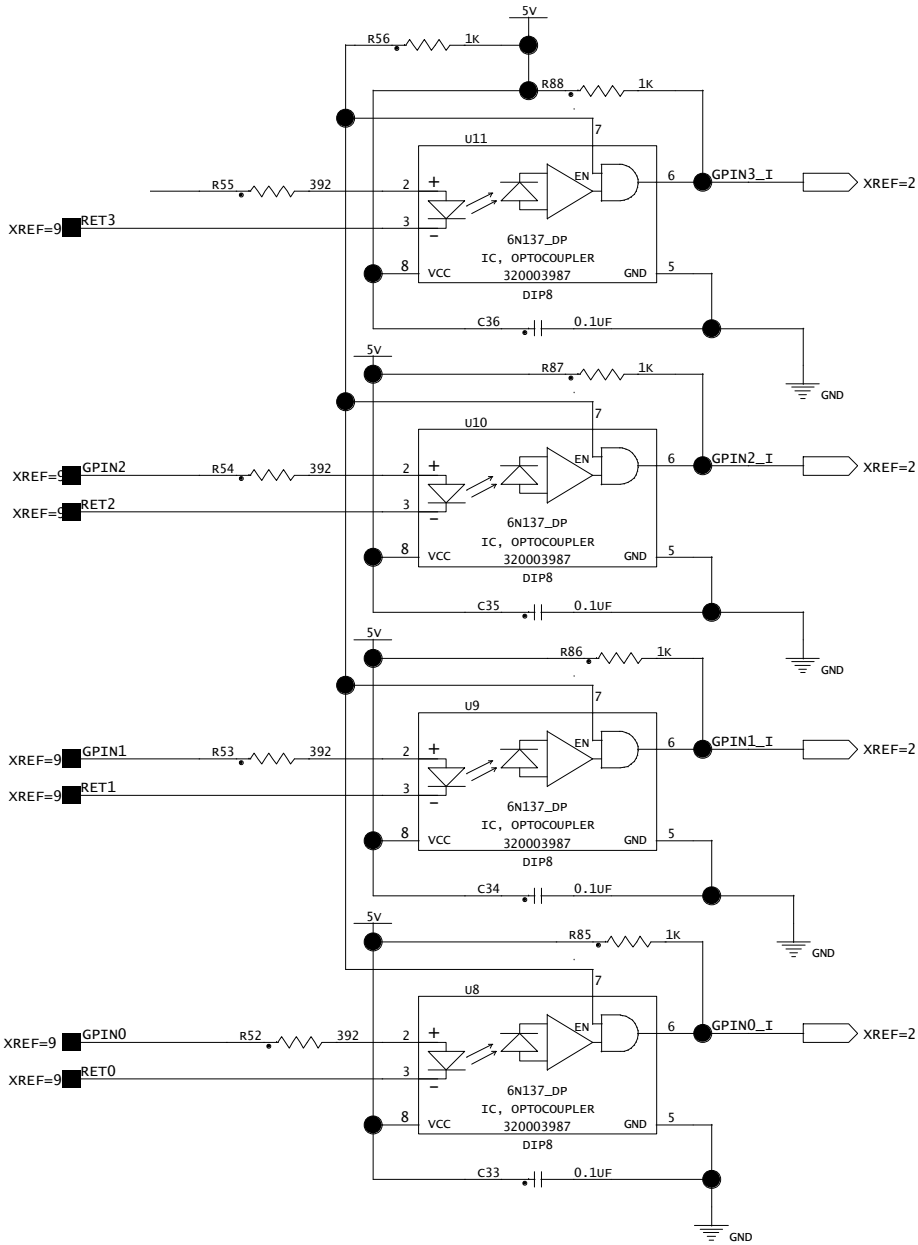 5V
R56 1K
R88 1K
U11
7
R55 392
2
+
EN
6
GPIN3_I
XREF=2
XREF=9
RET3
3
−
6N137_DP
IC, OPTOCOUPLER
320003987
8
VCC
GND
5
DIP8
C36 0.1UF
5V
GND
R87 1K
U10
7
XREF=9
GPIN2
R54 392
2
+
EN
6
GPIN2_I
XREF=2
XREF=9
RET2
3
−
6N137_DP
IC, OPTOCOUPLER
320003987
8
VCC
GND
5
DIP8
C35 0.1UF
5V
GND
R86 1K
U9
7
XREF=9
GPIN1
R53 392
2
+
EN
6
GPIN1_I
XREF=2
XREF=9
RET1
3
−
6N137_DP
IC, OPTOCOUPLER
320003987
8
VCC
GND
5
DIP8
C34 0.1UF
5V
GND
R85 1K
U8
7
XREF=9
GPIN0
R52 392
2
+
EN
6
GPIN0_I
XREF=2
XREF=9
RET0
3
−
6N137_DP
IC, OPTOCOUPLER
320003987
8
VCC
GND
5
DIP8
C33 0.1UF
GND